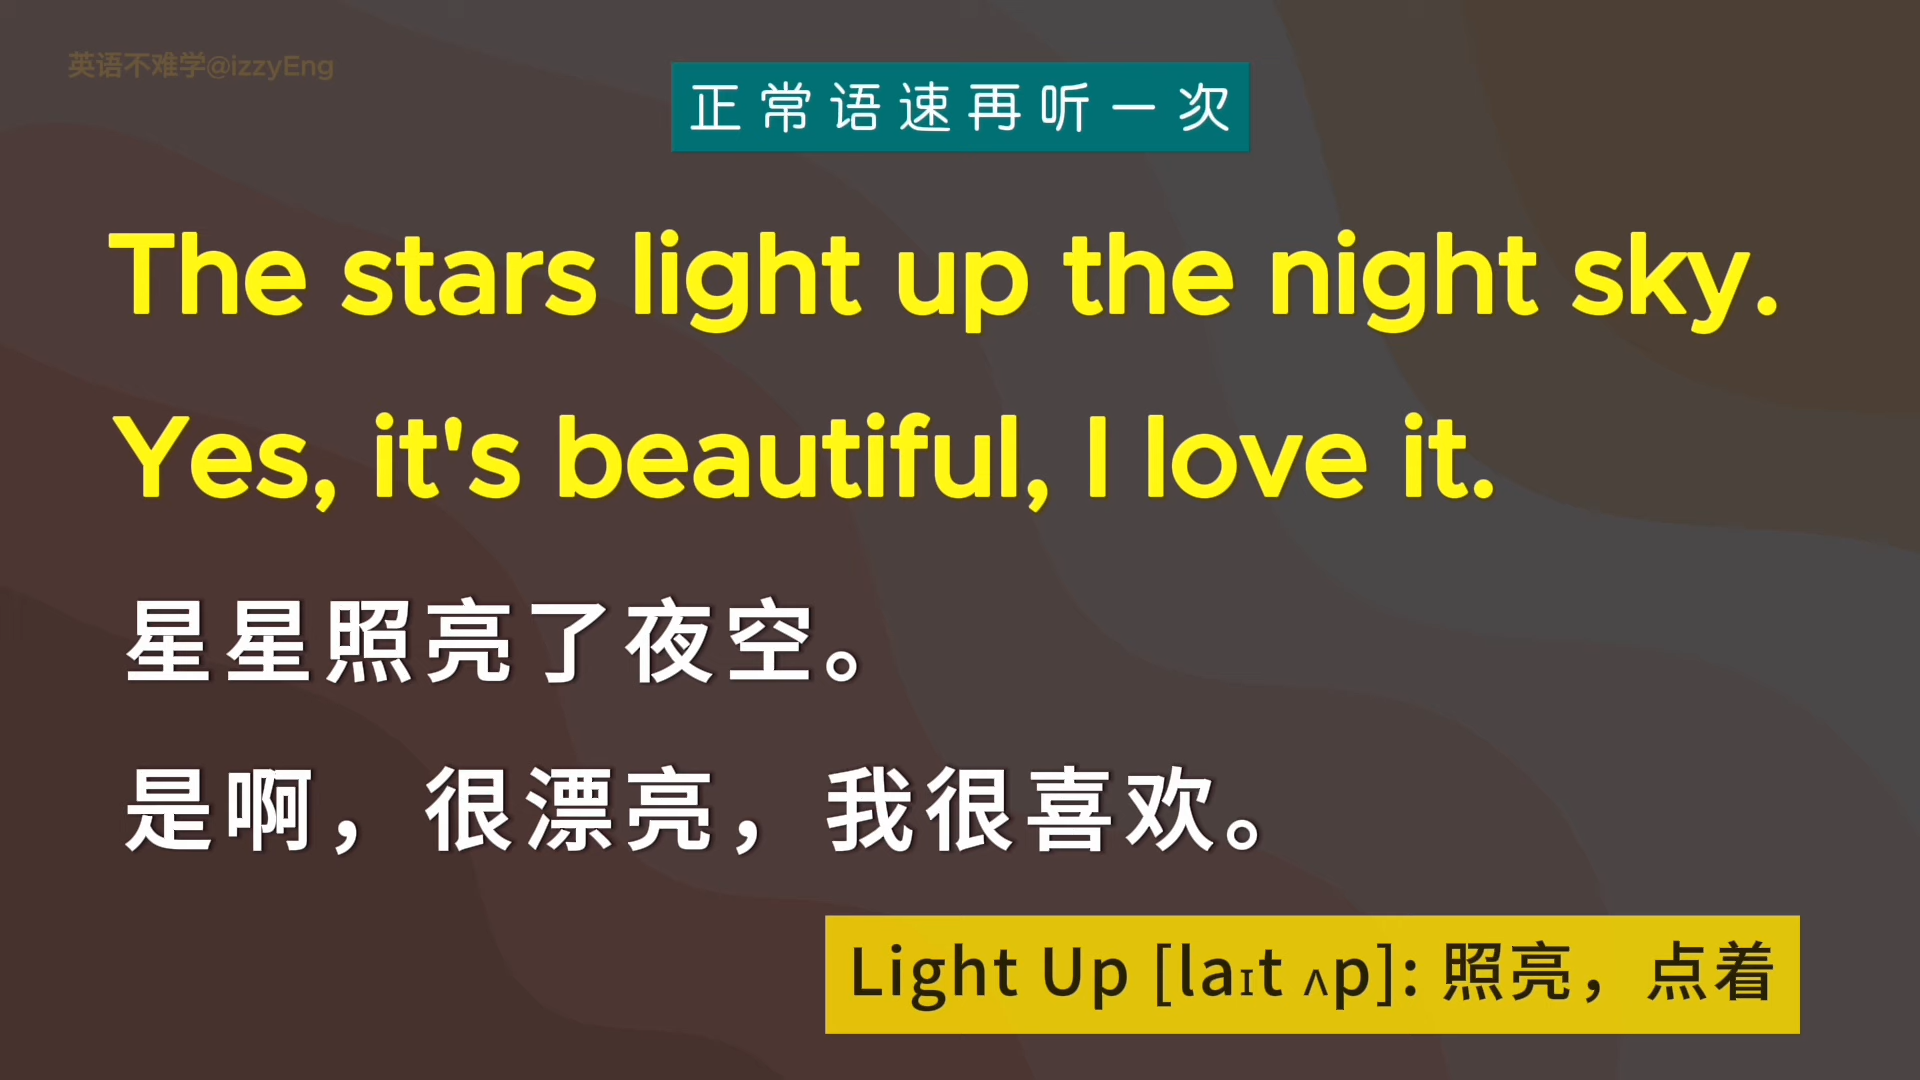 英语不难学@izzyEng
正常语速再听一次
The stars light up the night sky.
Yes, it's beautiful, I love it.
星星照亮了夜空。
是啊，很漂亮，我很喜欢。
Light Up [laɪt ʌp]: 照亮，点着